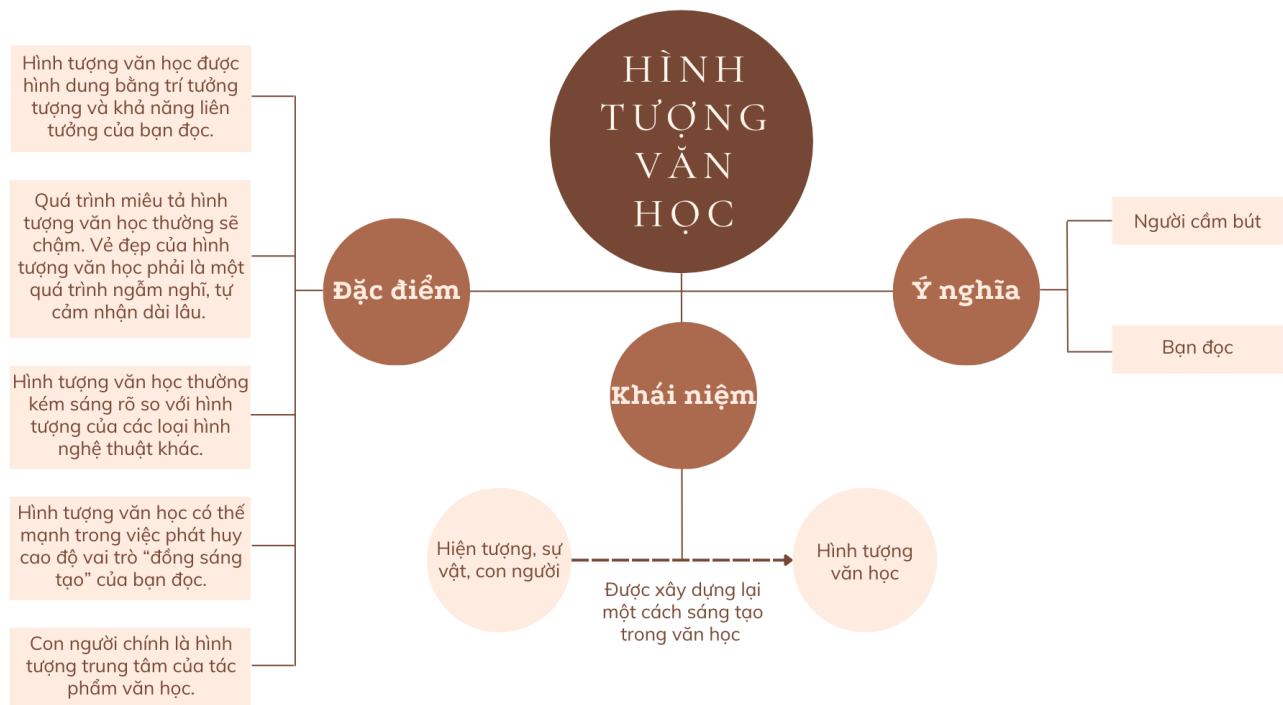 HÌNH
TƯỢNG
VĂN
HỌC
Đặc điểm
Hình tượng văn học được
hình dung bằng trí tưởng
tượng và khả năng liên
tưởng của bạn đọc.
Quá trình miêu tả hình
tượng văn học thường sẽ
chậm. Vẻ đẹp của hình
tượng văn học phải là một
quá trình ngẫm nghĩ, tự
cảm nhận dài lâu.
Hình tượng văn học thường
kém sáng rõ so với hình
tượng của các loại hình
nghệ thuật khác.
Hình tượng văn học có thế
mạnh trong việc phát huy
cao độ vai trò “đồng sáng
tạo” của bạn đọc.
Con người chính là hình
tượng trung tâm của tác
phẩm văn học.
Khái niệm
Hiện tượng, sự
vật, con người
Được xây dựng lại
một cách sáng tạo
trong văn học
Hình tượng
văn học
Ý nghĩa
Người cầm bút
Bạn đọc